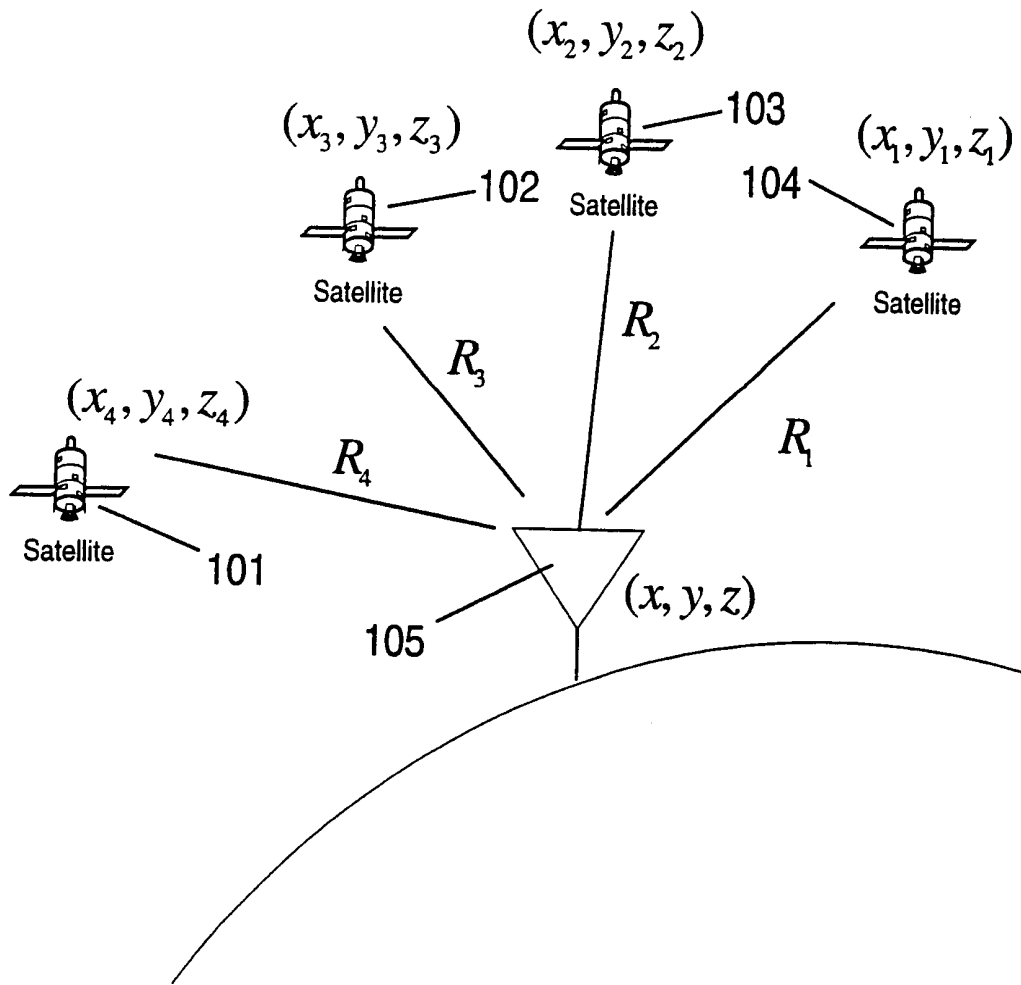 (x₂, y₂, z₂)
103
(x₃, y₃, z₃)
102
Satellite
(x₁, y₁, z₁)
104
Satellite
Satellite
R₂
R₃
R₁
(x₄, y₄, z₄)
R₄
Satellite
101
(x, y, z)
105